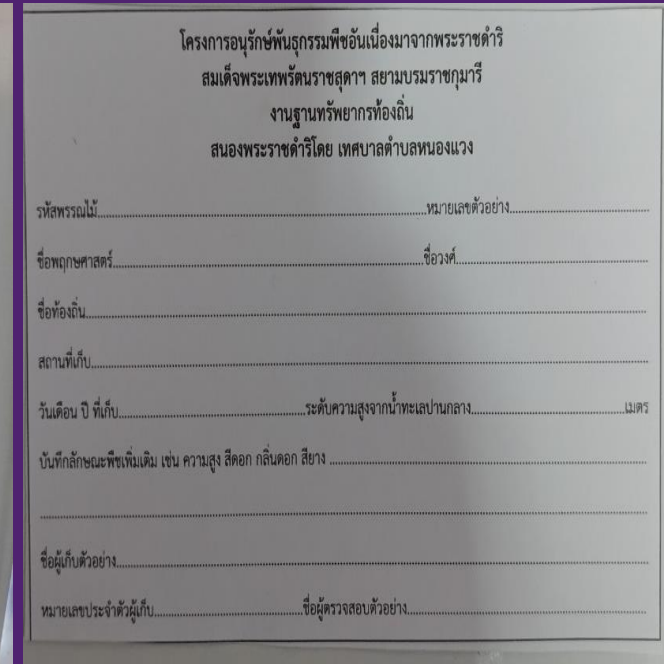 โครงการอนุรักษ์พันธุกรรมพืชอันเนื่องมาจากพระราชดำริ
สมเด็จพระเทพรัตนราชสุดาฯ สยามบรมราชกุมารี
งานฐานทรัพยากรท้องถิ่น
สนองพระราชดำริโดย เทศบาลตำบลหนองแวง
รหัสพรรณไม้..........หมายเลขตัวอย่าง..........
ชื่อพฤกษศาสตร์..........ชื่อวงศ์..........
ชื่อท้องถิ่น..........
สถานที่เก็บ..........
วันเดือน ปี ที่เก็บ..........ระดับความสูงจากน้ำทะเลปานกลาง..........เมตร
บันทึกลักษณะพืชเพิ่มเติม เช่น ความสูง สีดอก กลิ่นดอก สียาง ..........
..........
ชื่อผู้เก็บตัวอย่าง..........
หมายเลขประจำตัวผู้เก็บ..........ชื่อผู้ตรวจสอบตัวอย่าง..........